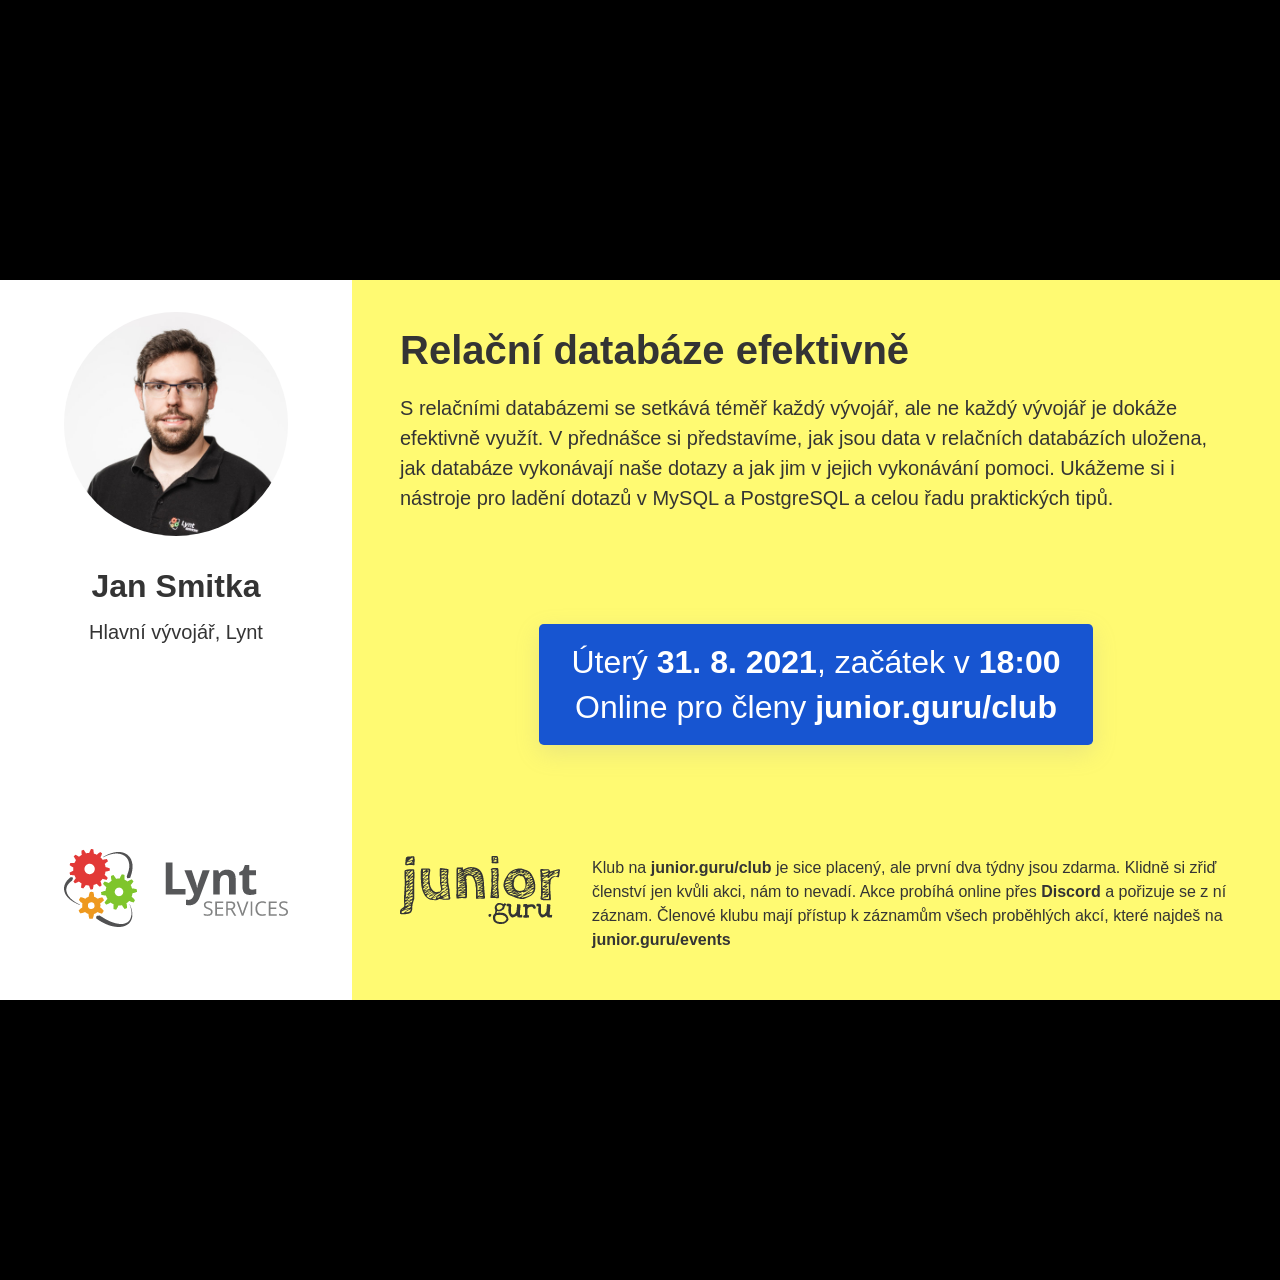 Lynt
Jan Smitka
Hlavní vývojář, Lynt
Lynt
SERVICES
Relační databáze efektivně
S relačními databázemi se setkává téměř každý vývojář, ale ne každý vývojář je dokáže
efektivně využít. V přednášce si představíme, jak jsou data v relačních databázích uložena,
jak databáze vykonávají naše dotazy a jak jim v jejich vykonávání pomoci. Ukážeme si i
nástroje pro ladění dotazů v MySQL a PostgreSQL a celou řadu praktických tipů.
Úterý 31. 8. 2021, začátek v 18:00
Online pro členy junior.guru/club
junior
.guru
Klub na junior.guru/club je sice placený, ale první dva týdny jsou zdarma. Klidně si zřiď
členství jen kvůli akci, nám to nevadí. Akce probíhá online přes Discord a pořizuje se z ní
záznam. Členové klubu mají přístup k záznamům všech proběhlých akcí, které najdeš na
junior.guru/events